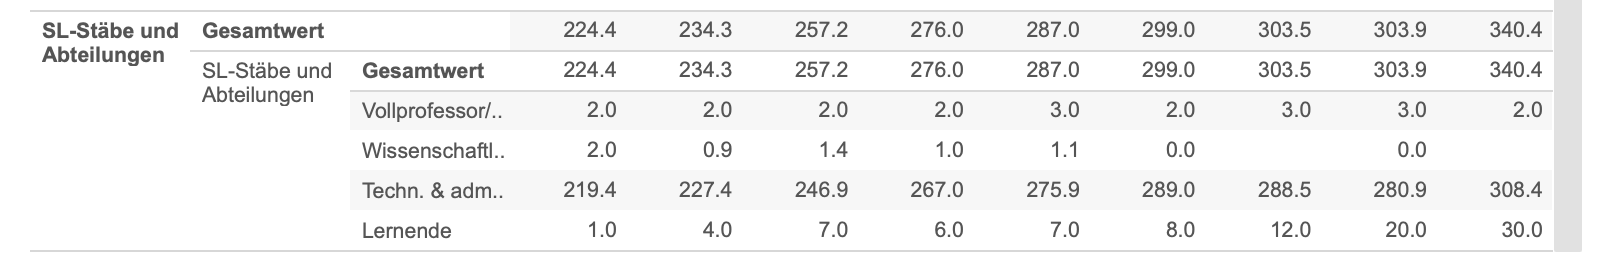 SL-Stäbe und Gesamtwert 224.4 234.3 257.2 276.0 287.0 299.0 303.5 303.9 340.4
Abteilungen
SL-Stäbe und Gesamtwert 224.4 234.3 257.2 276.0 287.0 299.0 303.5 303.9 340.4
Abteilungen
Vollprofessor/.. 2.0 2.0 2.0 2.0 3.0 2.0 3.0 3.0 2.0
Wissenschaftl.. 2.0 0.9 1.4 1.0 1.1 0.0 0.0
Techn. & adm.. 219.4 227.4 246.9 267.0 275.9 289.0 288.5 280.9 308.4
Lernende 1.0 4.0 7.0 6.0 7.0 8.0 12.0 20.0 30.0